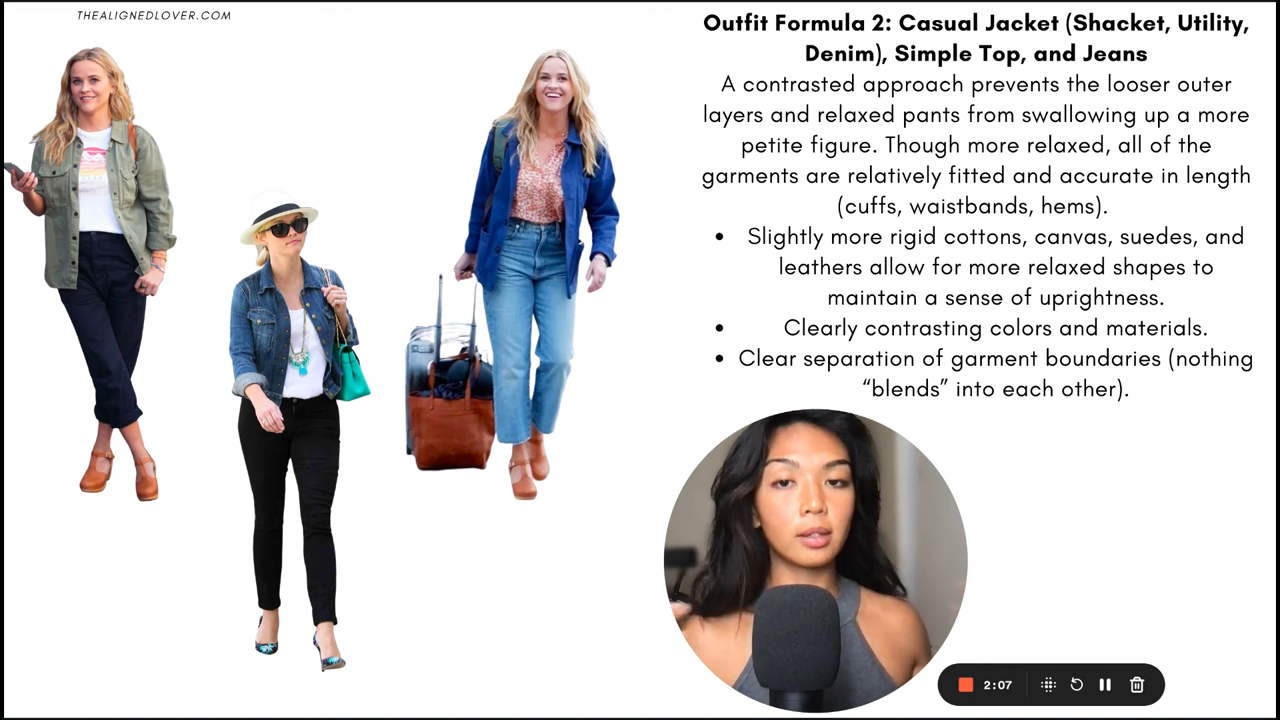 THEALIGNEDLOVER.COM
Outfit Formula 2: Casual Jacket (Shacket, Utility,
Denim), Simple Top, and Jeans
A contrasted approach prevents the looser outer
layers and relaxed pants from swallowing up a more
petite figure. Though more relaxed, all of the
garments are relatively fitted and accurate in length
(cuffs, waistbands, hems).
• Slightly more rigid cottons, canvas, suedes, and
leathers allow for more relaxed shapes to
maintain a sense of uprightness.
• Clearly contrasting colors and materials.
• Clear separation of garment boundaries (nothing
“blends” into each other).
2:07